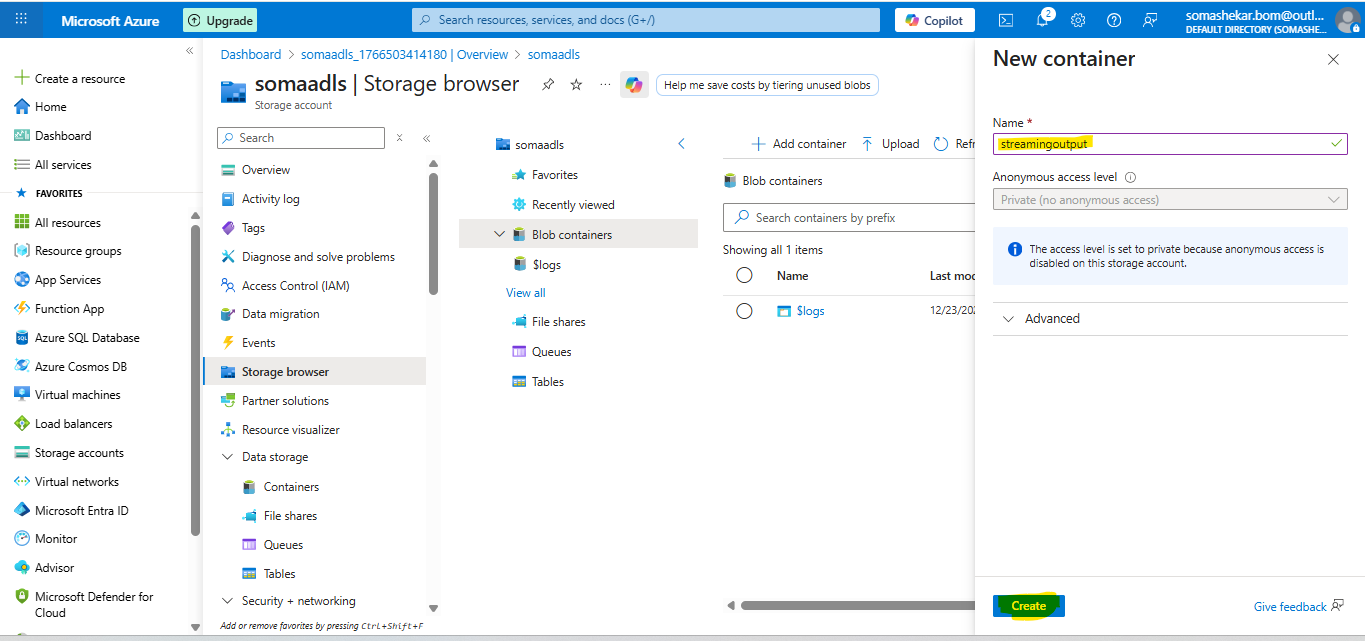 Microsoft Azure
Upgrade
Search resources, services, and docs (G+/)
Copilot
2
somashekar.bom@outl...
DEFAULT DIRECTORY (SOMASHE...
Create a resource
Home
Dashboard
All services
FAVORITES
All resources
Resource groups
App Services
Function App
Azure SQL Database
Azure Cosmos DB
Virtual machines
Load balancers
Storage accounts
Virtual networks
Microsoft Entra ID
Monitor
Advisor
Microsoft Defender for
Cloud
Dashboard > somaadls_1766503414180 | Overview > somaadls
somaadls | Storage browser
Storage account
...
Help me save costs by tiering unused blobs
Search
Overview
Activity log
Tags
Diagnose and solve problems
Access Control (IAM)
Data migration
Events
Storage browser
Partner solutions
Resource visualizer
Data storage
Containers
File shares
Queues
Tables
Security + networking
Add or remove favorites by pressing Ctrl+Shift+F
somaadls
Favorites
Recently viewed
Blob containers
$logs
View all
File shares
Queues
Tables
Add container
Upload
Refr
Blob containers
Search containers by prefix
Showing all 1 items
Name
Last mod
$logs
12/23/202
New container
Name *
streamingoutput
Anonymous access level
Private (no anonymous access)
The access level is set to private because anonymous access is
disabled on this storage account.
Advanced
Create
Give feedback